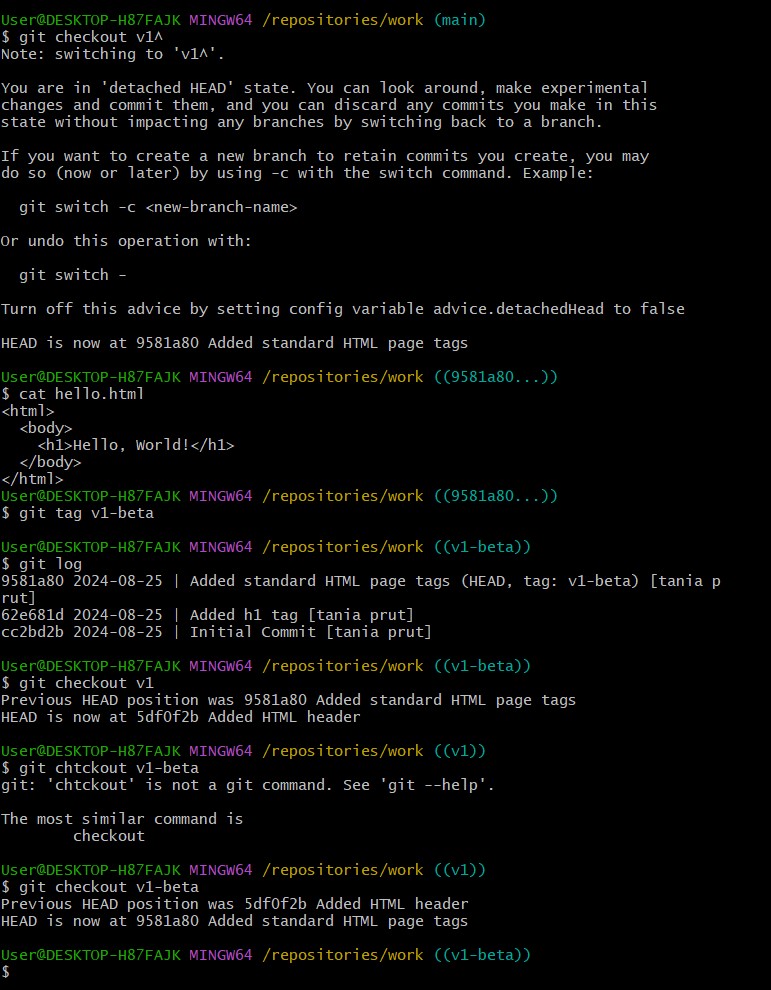 User@DESKTOP-H87FAJK MINGW64 /repositories/work (main)
$ git checkout v1^
Note: switching to 'v1^'.

You are in 'detached HEAD' state. You can look around, make experimental
changes and commit them, and you can discard any commits you make in this
state without impacting any branches by switching back to a branch.

If you want to create a new branch to retain commits you create, you may
do so (now or later) by using -c with the switch command. Example:

  git switch -c <new-branch-name>

Or undo this operation with:

  git switch -

Turn off this advice by setting config variable advice.detachedHead to false

HEAD is now at 9581a80 Added standard HTML page tags

User@DESKTOP-H87FAJK MINGW64 /repositories/work ((9581a80...))
$ cat hello.html
<html>
  <body>
    <h1>Hello, World!</h1>
  </body>
</html>
User@DESKTOP-H87FAJK MINGW64 /repositories/work ((9581a80...))
$ git tag v1-beta

User@DESKTOP-H87FAJK MINGW64 /repositories/work ((v1-beta))
$ git log
9581a80 2024-08-25 | Added standard HTML page tags (HEAD, tag: v1-beta) [tania p
rut]
62e681d 2024-08-25 | Added h1 tag [tania prut]
cc2bd2b 2024-08-25 | Initial Commit [tania prut]

User@DESKTOP-H87FAJK MINGW64 /repositories/work ((v1-beta))
$ git checkout v1
Previous HEAD position was 9581a80 Added standard HTML page tags
HEAD is now at 5df0f2b Added HTML header

User@DESKTOP-H87FAJK MINGW64 /repositories/work ((v1))
$ git chtckout v1-beta
git: 'chtckout' is not a git command. See 'git --help'.

The most similar command is
        checkout

User@DESKTOP-H87FAJK MINGW64 /repositories/work ((v1))
$ git checkout v1-beta
Previous HEAD position was 5df0f2b Added HTML header
HEAD is now at 9581a80 Added standard HTML page tags

User@DESKTOP-H87FAJK MINGW64 /repositories/work ((v1-beta))
$